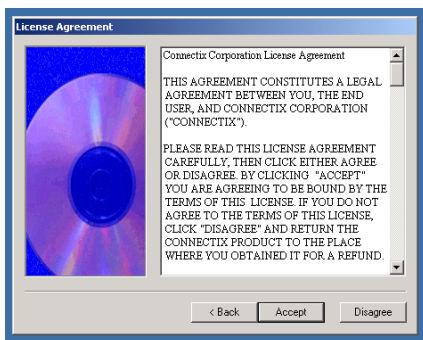 License Agreement
Connectix Corporation License Agreement
THIS AGREEMENT CONSTITUTES A LEGAL
AGREEMENT BETWEEN YOU, THE END
USER, AND CONNECTIX CORPORATION
("CONNECTIX").
PLEASE READ THIS LICENSE AGREEMENT
CAREFULLY, THEN CLICK EITHER AGREE
OR DISAGREE. BY CLICKING "ACCEPT"
YOU ARE AGREEING TO BE BOUND BY THE
TERMS OF THIS LICENSE. IF YOU DO NOT
AGREE TO THE TERMS OF THIS LICENSE,
CLICK "DISAGREE" AND RETURN THE
CONNECTIX PRODUCT TO THE PLACE
WHERE YOU OBTAINED IT FOR A REFUND.
< Back
Accept
Disagree